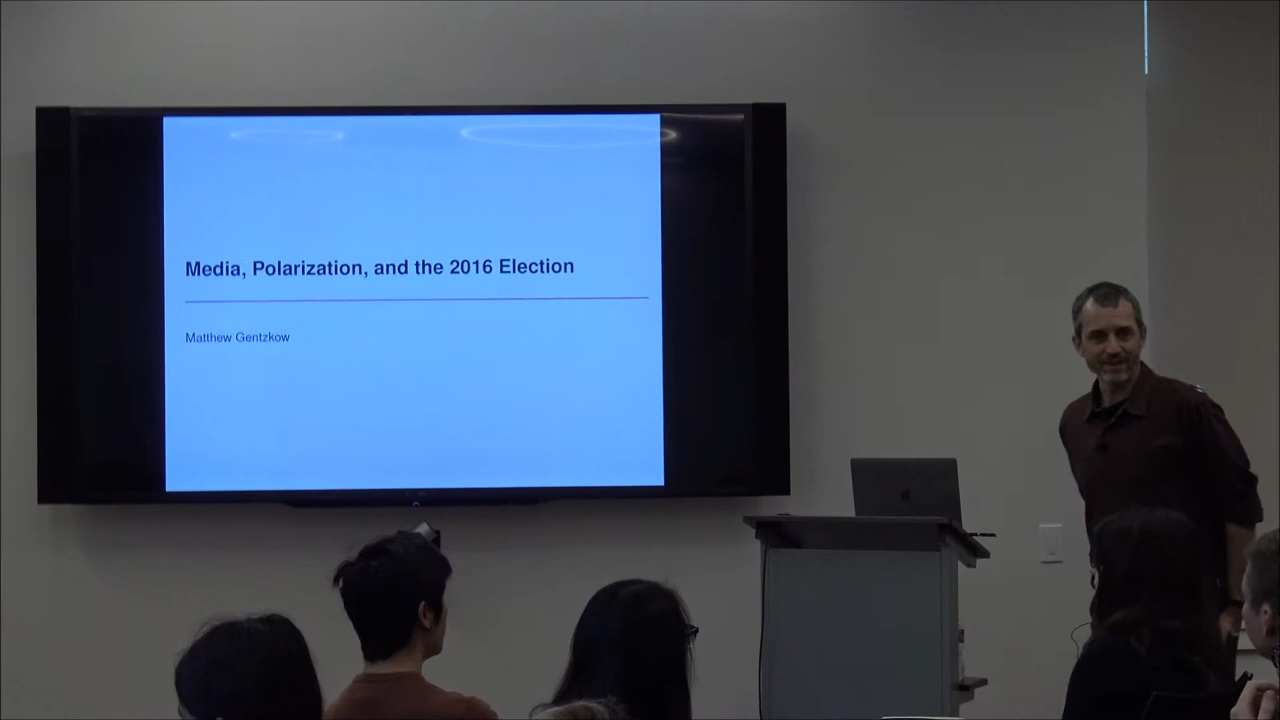 Media, Polarization, and the 2016 Election
Matthew Gentzkow